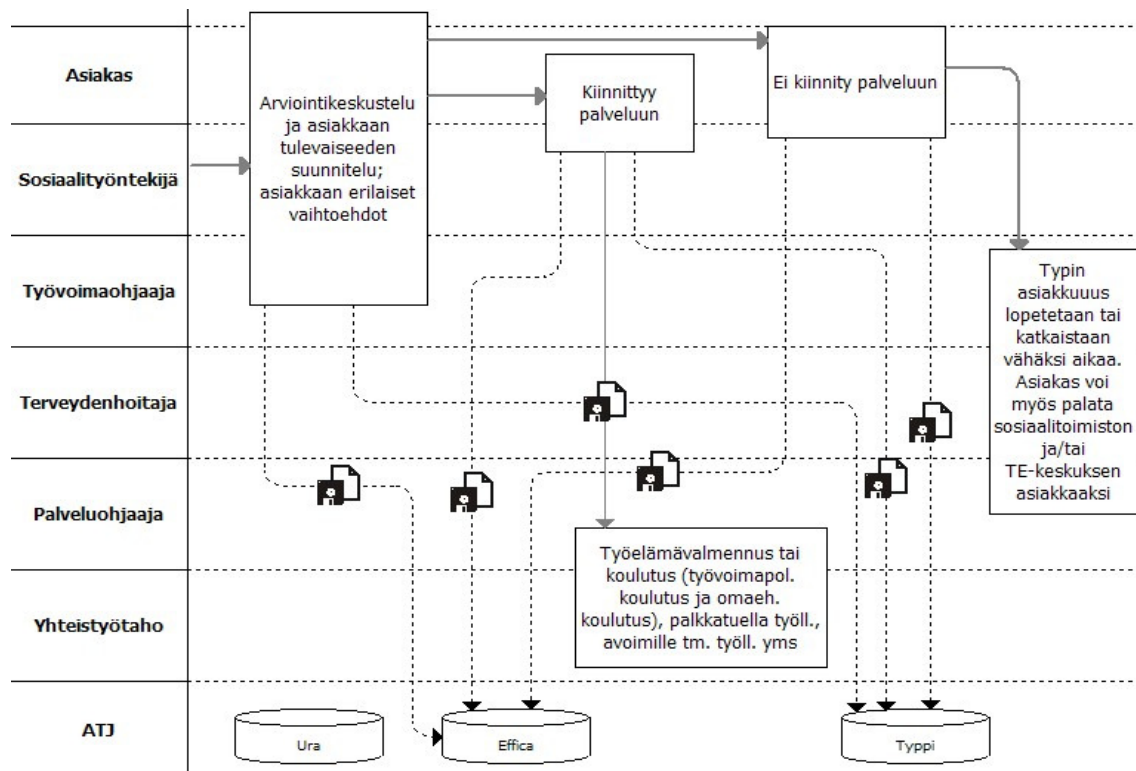 Asiakas
Sosiaalityöntekijä
Työvoimaohjaaja
Terveydenhoitaja
Palveluohjaaja
Yhteistyötaho
ATJ
Arviointikeskustelu
ja asiakkaan
tulevaiseeden
suunnitelu;
asiakkaan erilaiset
vaihtoehdot
Kiinnittyy
palveluun
Ei kiinnity palveluun
Typin
asiakkuuus
lopetetaan tai
katkaistaan
vähäksi aikaa.
Asiakas voi
myös palata
sosiaalitoimiston
ja/tai
TE-keskuksen
asiakkaaksi
Työelämävalmennus tai
koulutus (työvoimapol.
koulutus ja omaeh.
koulutus), palkkatuella työll.,
avoimille tm. työll. yms
Ura
Effica
Typpi